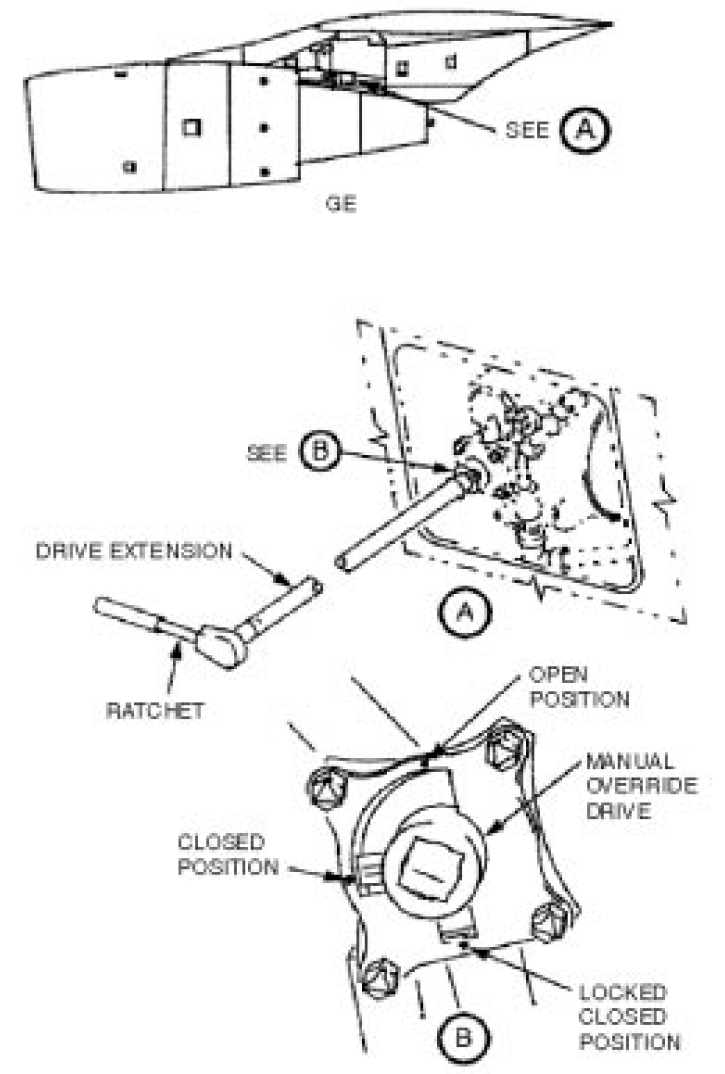 SEE A
GE
SEE B
DRIVE EXTENSION
RATCHET
A
OPEN
POSITION
MANUAL
OVERRIDE
DRIVE
CLOSED
POSITION
LOCKED
CLOSED
POSITION
B